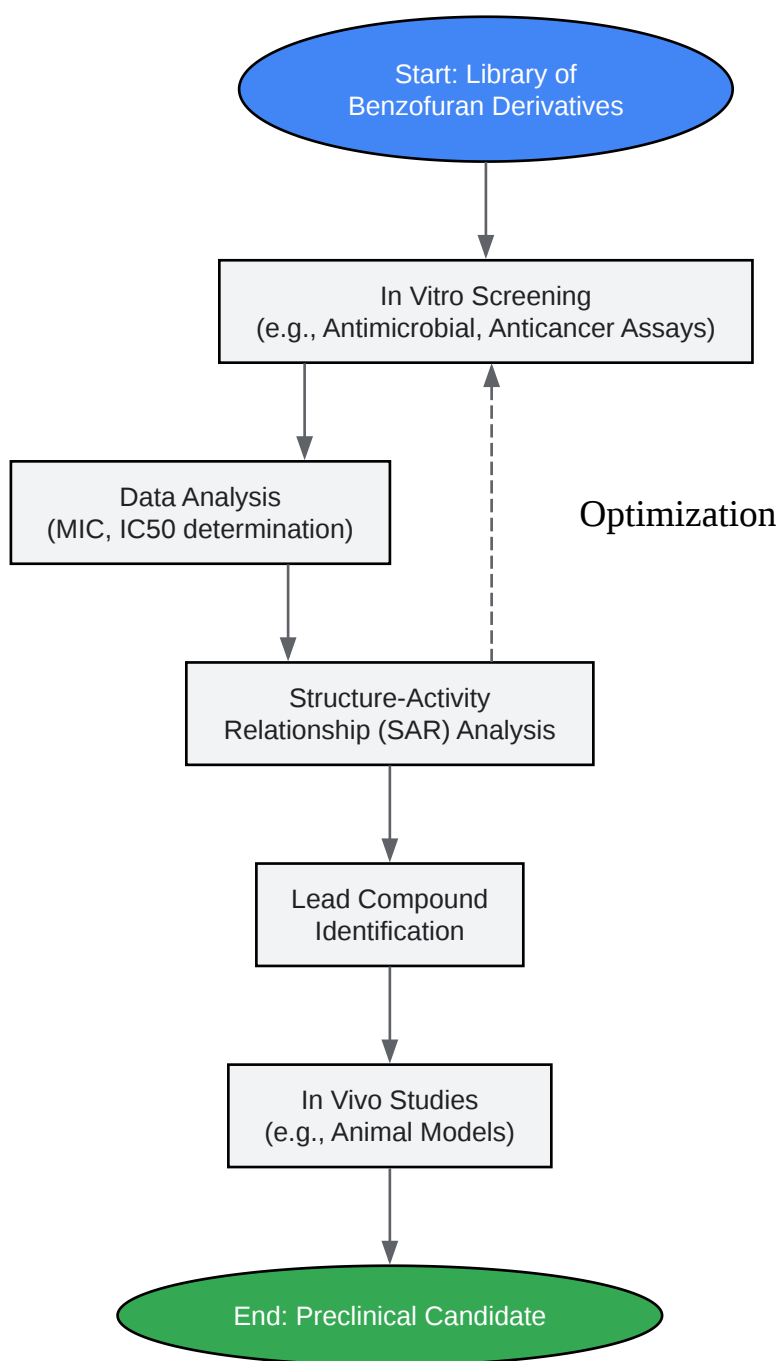 Start: Library of
Benzofuran Derivatives
In Vitro Screening
(e.g., Antimicrobial, Anticancer Assays)
Data Analysis
(MIC, IC50 determination)
Optimization
Structure-Activity
Relationship (SAR) Analysis
Lead Compound
Identification
In Vivo Studies
(e.g., Animal Models)
End: Preclinical Candidate